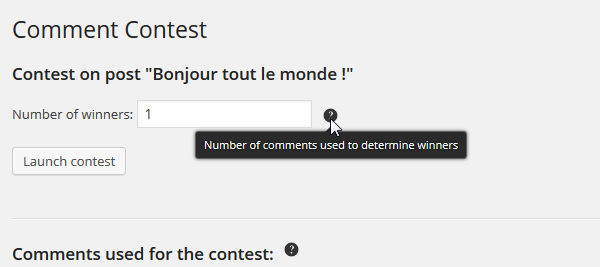 Comment Contest
Contest on post "Bonjour tout le monde !"
Number of winners: 1 ?
Number of comments used to determine winners
Launch contest
Comments used for the contest: ?